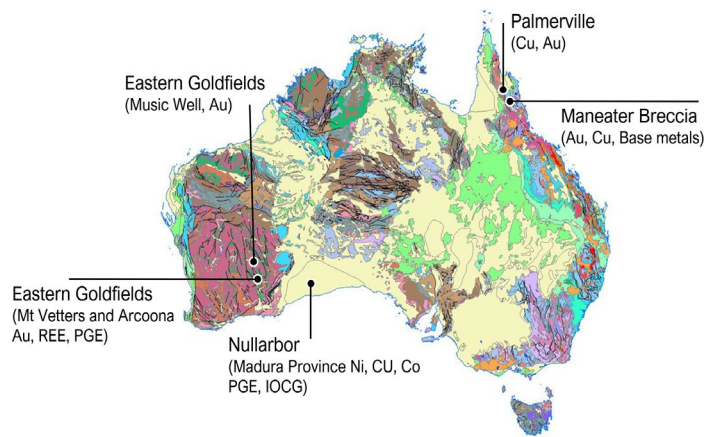 Palmerville
(Cu, Au)
Eastern Goldfields
(Music Well, Au)
Maneater Breccia
(Au, Cu, Base metals)
Eastern Goldfields
(Mt Vetters and Arcoona
Au, REE, PGE)
Nullarbor
(Madura Province Ni, CU, Co
PGE, IOCG)